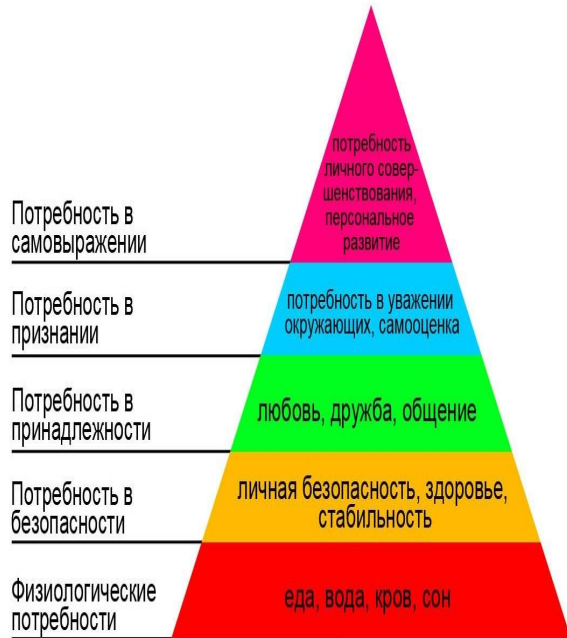 потребность
личного совер-
шенствования,
персональное
развитие
Потребность в
самовыражении
потребность в уважении
окружающих, самооценка
Потребность в
признании
любовь, дружба, общение
Потребность в
принадлежности
личная безопасность, здоровье,
стабильность
Потребность в
безопасности
еда, вода, кров, сон
Физиологические
потребности